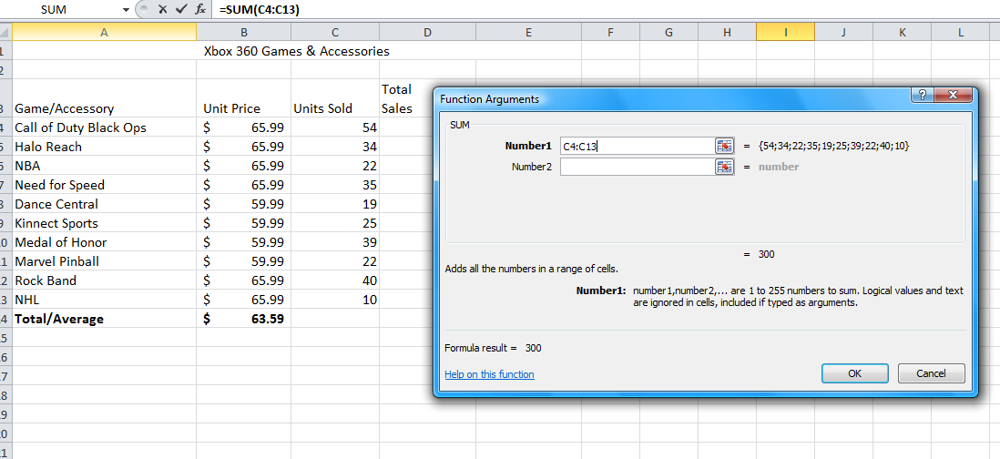 SUM fx =SUM(C4:C13)
A B C D E F G H I J K L
1 Xbox 360 Games & Accessories
2
Total
3 Game/Accessory Unit Price Units Sold Sales
4 Call of Duty Black Ops $ 65.99 54
5 Halo Reach $ 65.99 34
6 NBA $ 65.99 22
7 Need for Speed $ 65.99 35
8 Dance Central $ 59.99 19
9 Kinnect Sports $ 59.99 25
0 Medal of Honor $ 59.99 39
1 Marvel Pinball $ 59.99 22
2 Rock Band $ 65.99 40
3 NHL $ 65.99 10
4 Total/Average $ 63.59
5
6
7
8
9
0
1
Function Arguments
SUM
Number1 C4:C13 = {54;34;22;35;19;25;39;22;40;10}
Number2 = number
= 300
Adds all the numbers in a range of cells.
Number1: number1,number2,... are 1 to 255 numbers to sum. Logical values and text
are ignored in cells, included if typed as arguments.
Formula result = 300
Help on this function OK Cancel